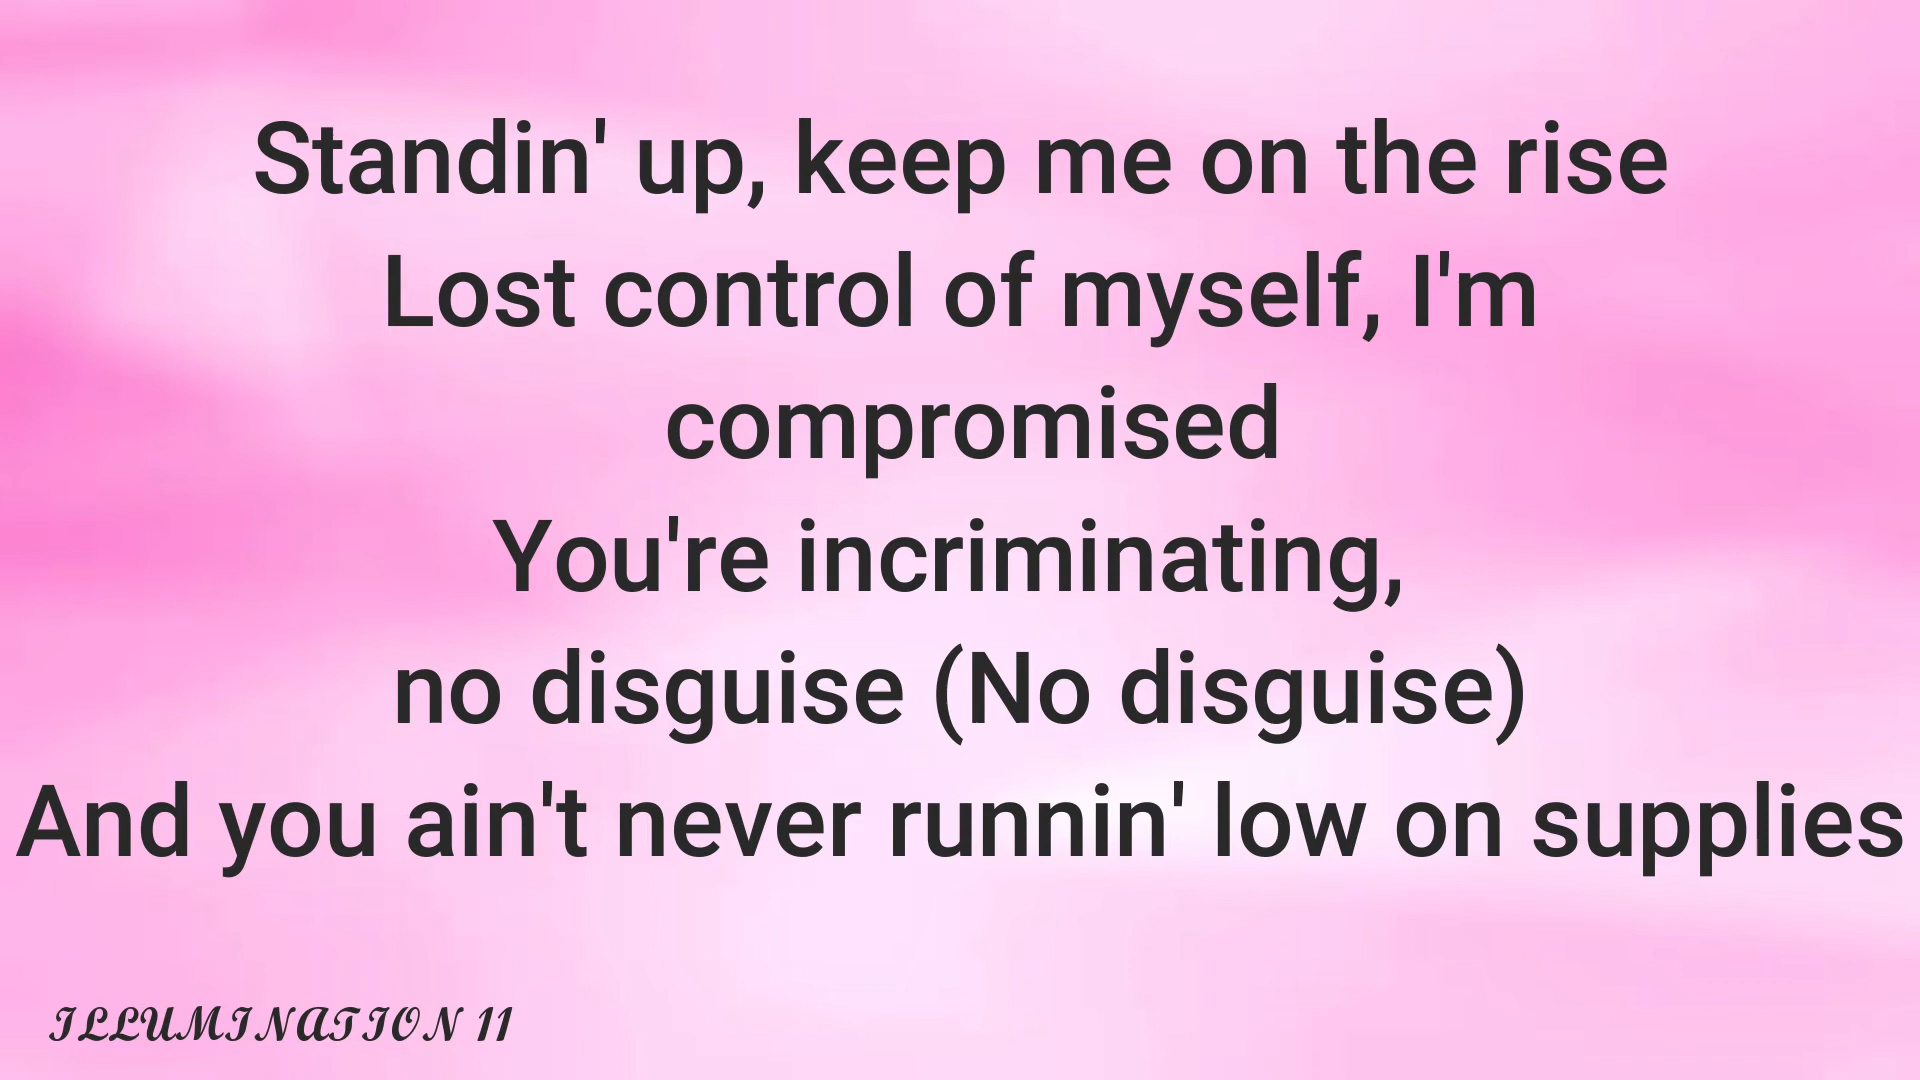 Standin' up, keep me on the rise
Lost control of myself, I'm
compromised
You're incriminating,
no disguise (No disguise)
And you ain't never runnin' low on supplies
ILLUMINATION 11